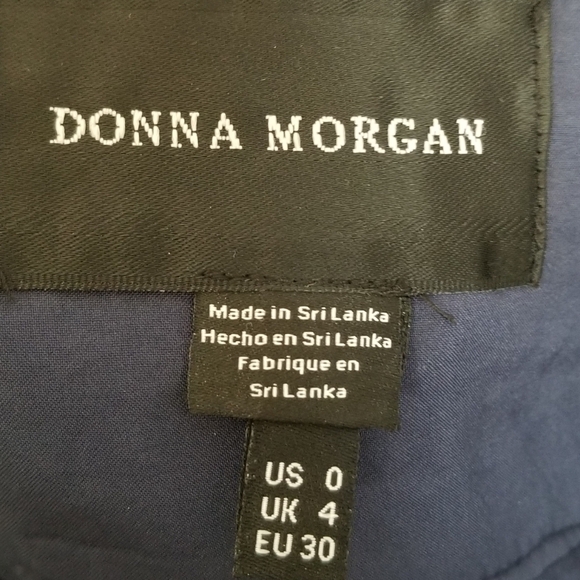 DONNA MORGAN
Made in Sri Lanka
Hecho en Sri Lanka
Fabrique en
Sri Lanka
US 0
UK 4
EU 30